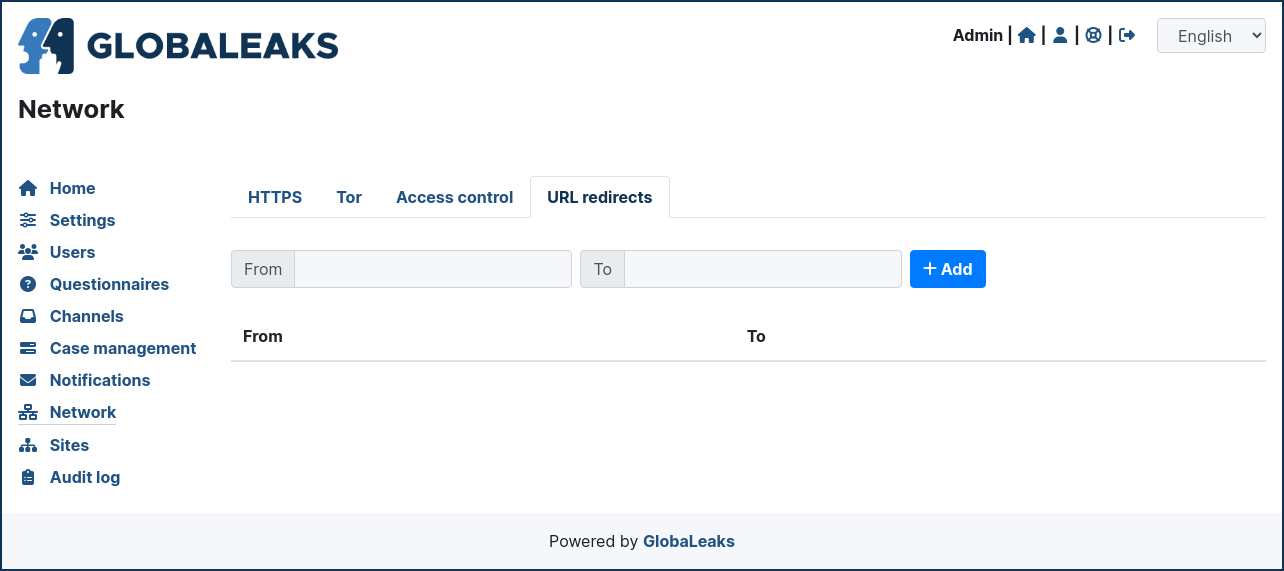 GLOBALEAKS
Admin | | | |
English
Network
Home
Settings
Users
Questionnaires
Channels
Case management
Notifications
Network
Sites
Audit log
HTTPS Tor Access control URL redirects
From To + Add
From To
Powered by GlobaLeaks